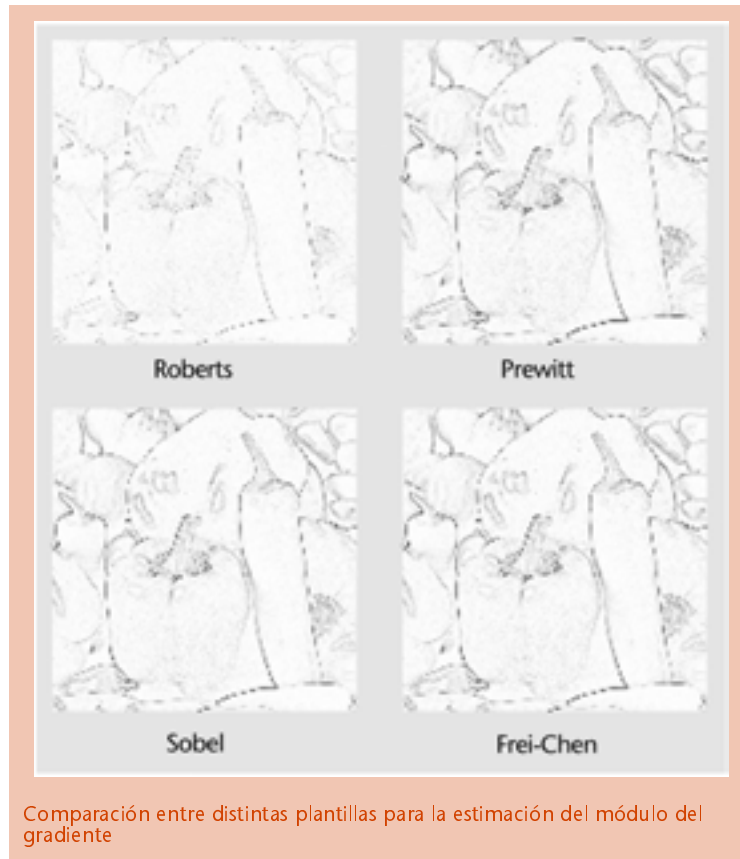 Roberts
Prewitt
Sobel
Frei-Chen
Comparación entre distintas plantillas para la estimación del módulo del
gradiente